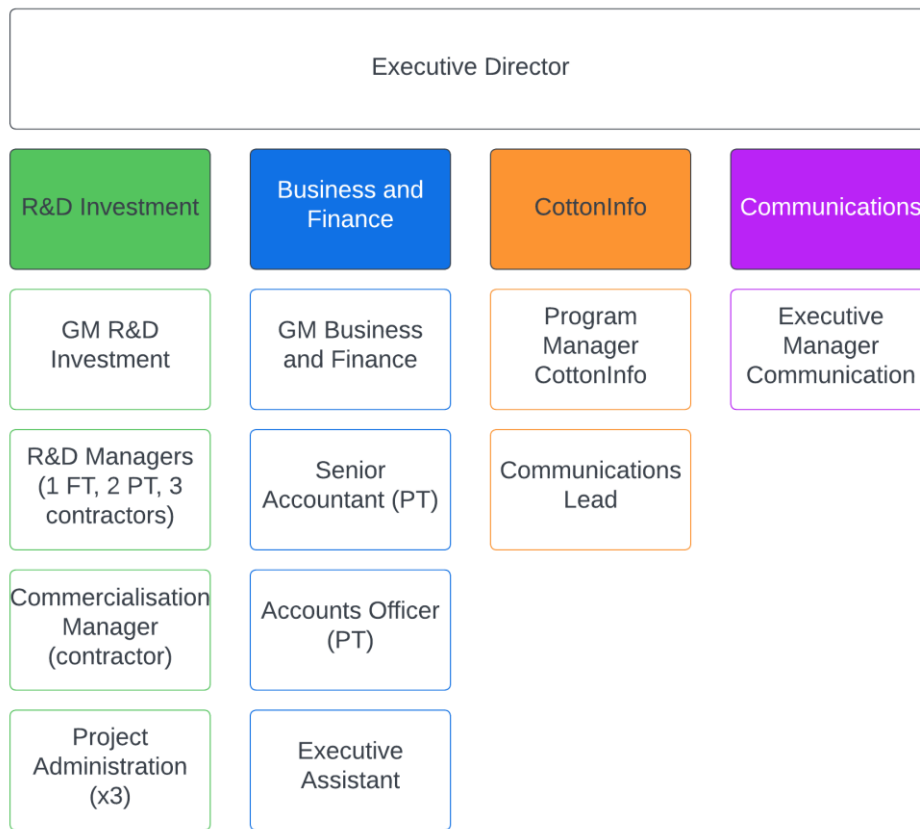 Executive Director
R&D Investment
Business and
Finance
CottonInfo
Communications
GM R&D
Investment
GM Business
and Finance
Program
Manager
CottonInfo
Executive
Manager
Communication
R&D Managers
(1 FT, 2 PT, 3
contractors)
Senior
Accountant (PT)
Communications
Lead
Commercialisation
Manager
(contractor)
Accounts Officer
(PT)
Project
Administration
(x3)
Executive
Assistant